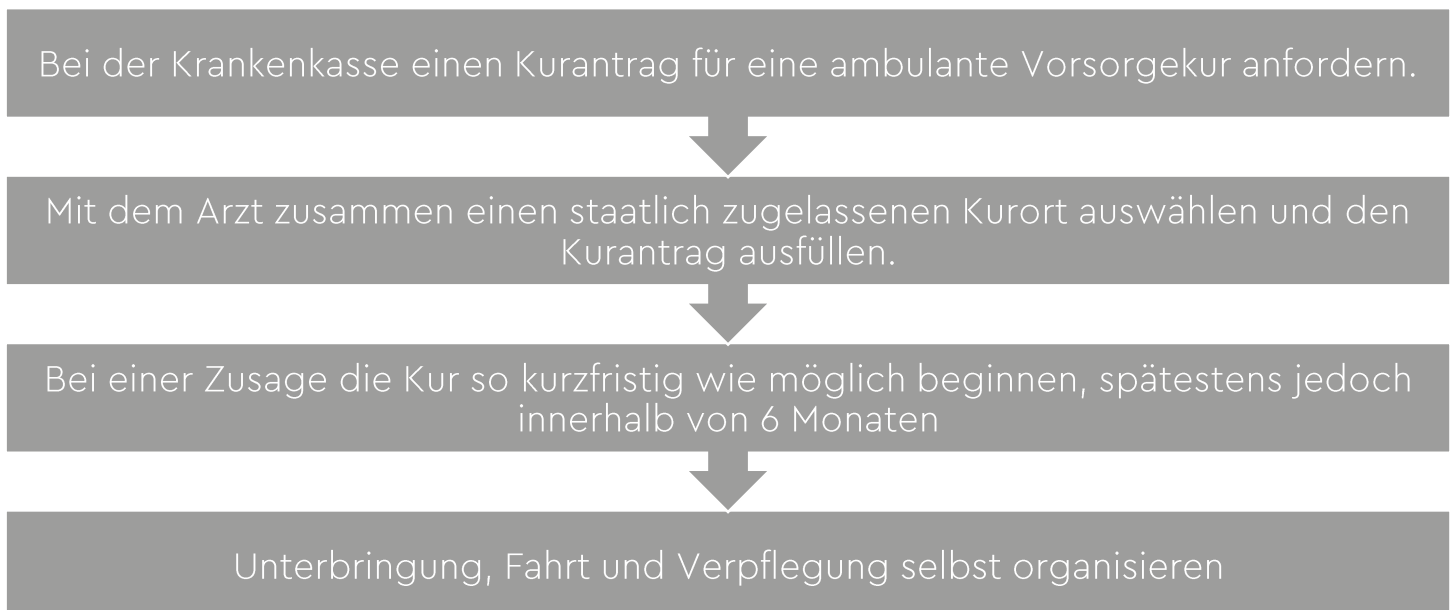 Bei der Krankenkasse einen Kurantrag für eine ambulante Vorsorgekur anfordern.
Mit dem Arzt zusammen einen staatlich zugelassenen Kurort auswählen und den
Kurantrag ausfüllen.
Bei einer Zusage die Kur so kurzfristig wie möglich beginnen, spätestens jedoch
innerhalb von 6 Monaten
Unterbringung, Fahrt und Verpflegung selbst organisieren